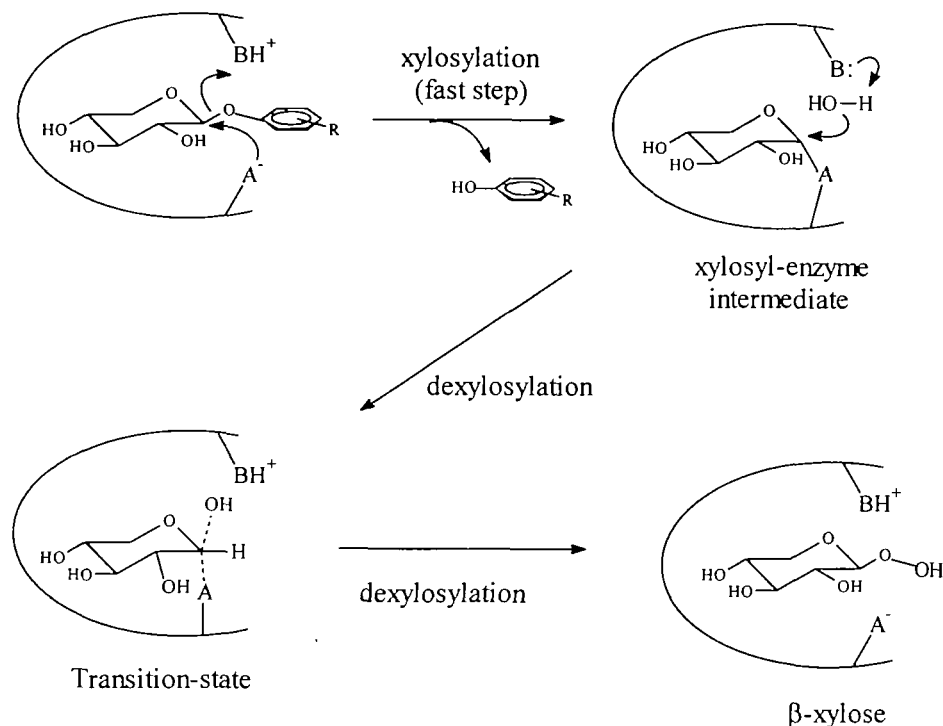 BH⁺
O
O
HO
HO
OH
R
A⁻
xylosylation
(fast step)
HO
R
B:
HO–H
O
HO
HO
OH
A
xylosyl-enzyme
intermediate
dexylosylation
BH⁺
OH
O
H
HO
HO
OH
A
Transition-state
dexylosylation
BH⁺
O
O
OH
HO
HO
OH
A⁻
β-xylose